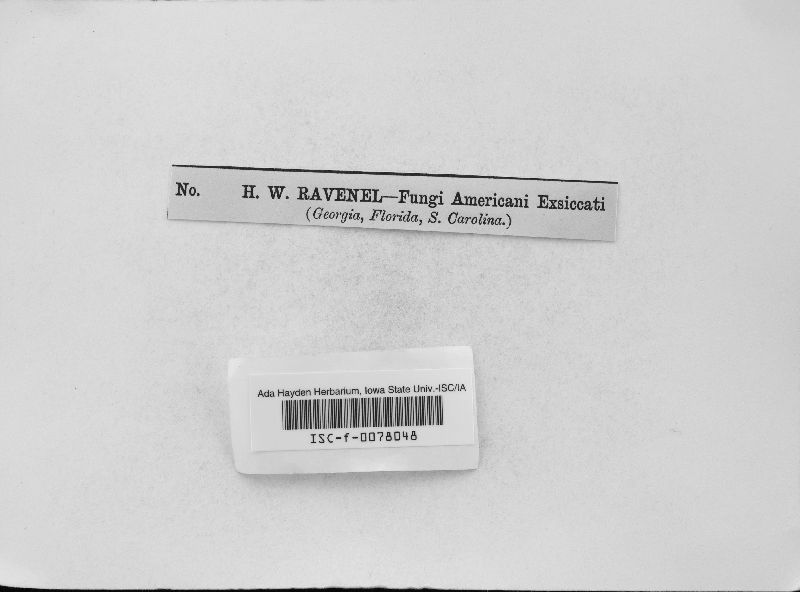 No. H. W. RAVENEL—Fungi Americani Exsiccati
(Georgia, Florida, S. Carolina.)
Ada Hayden Herbarium, Iowa State Univ.-ISC/IA
ISC-f-0078048